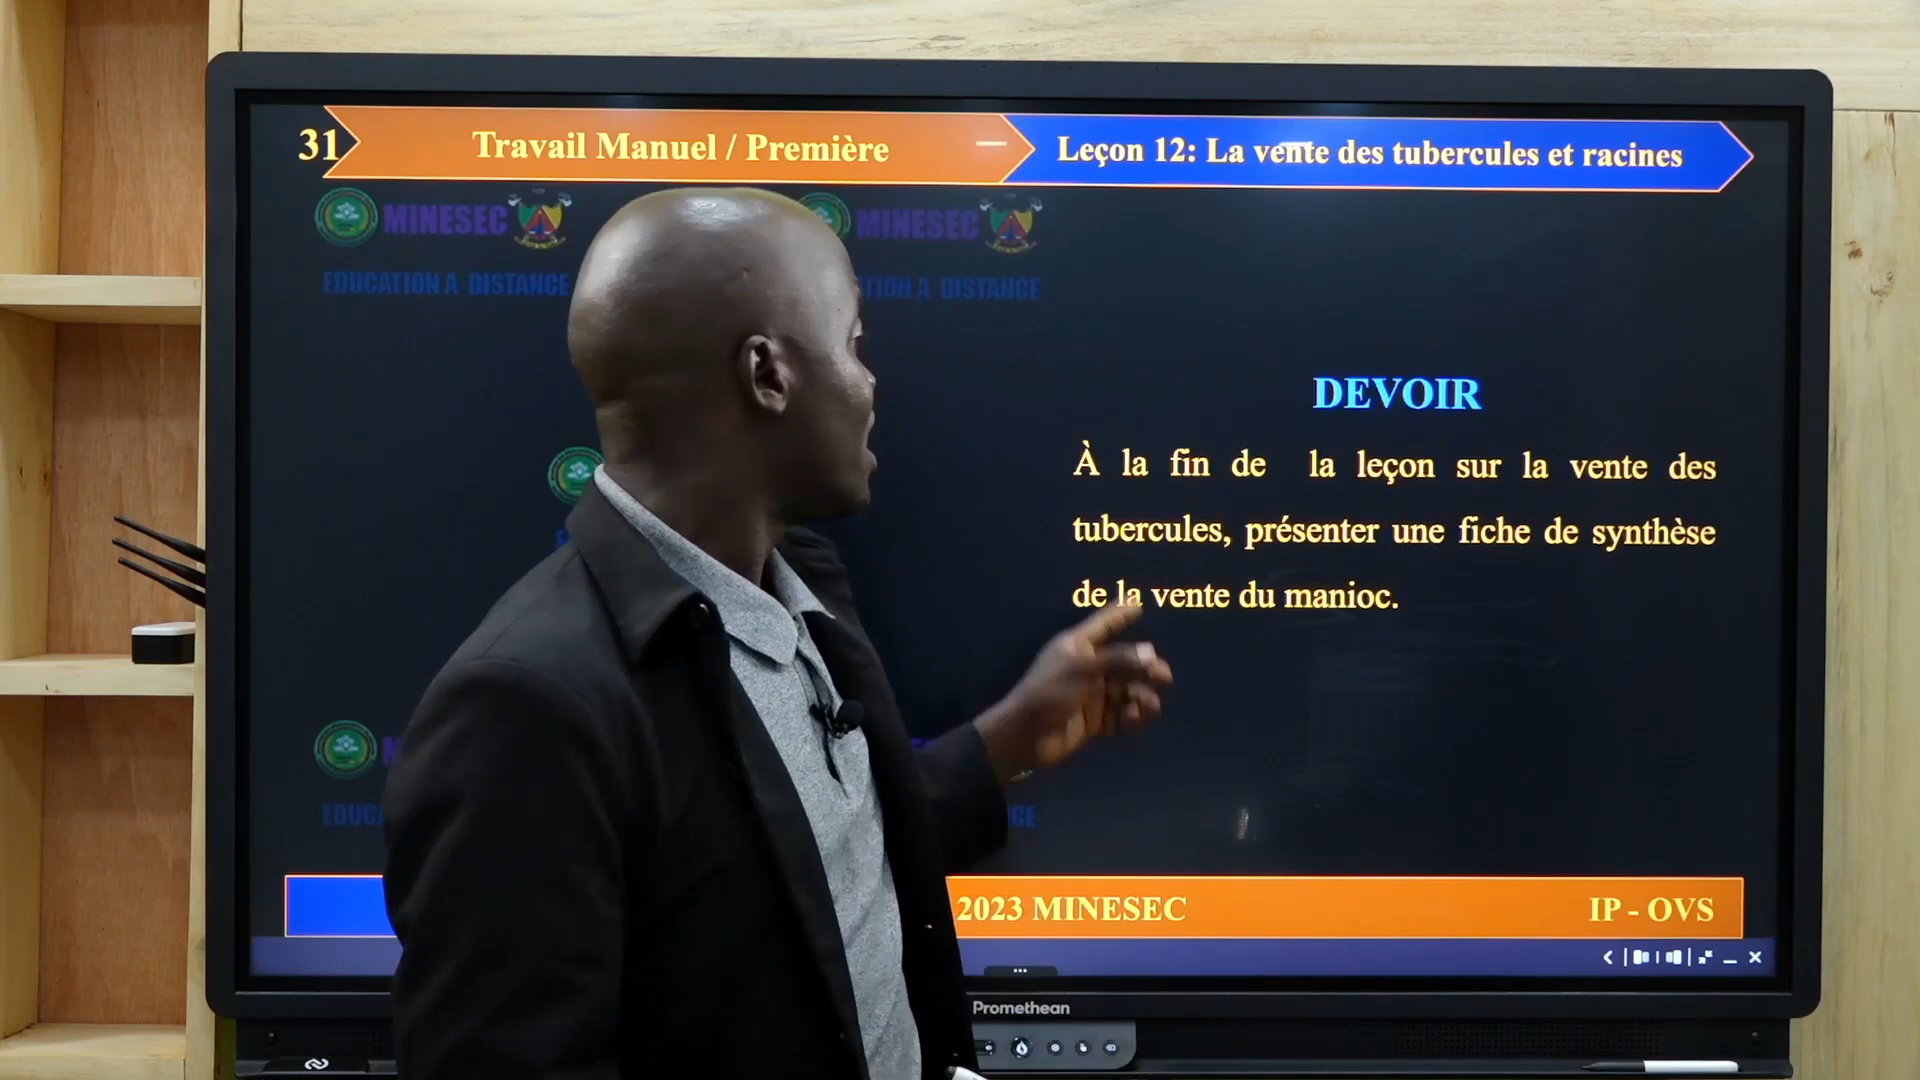 31 Travail Manuel / Première Leçon 12: La vente des tubercules et racines
MINESEC MINESEC
EDUCATION A DISTANCE A DISTANCE
DEVOIR
À la fin de la leçon sur la vente des
tubercules, présenter une fiche de synthèse
de la vente du manioc.
2023 MINESEC IP - OVS
Promethean